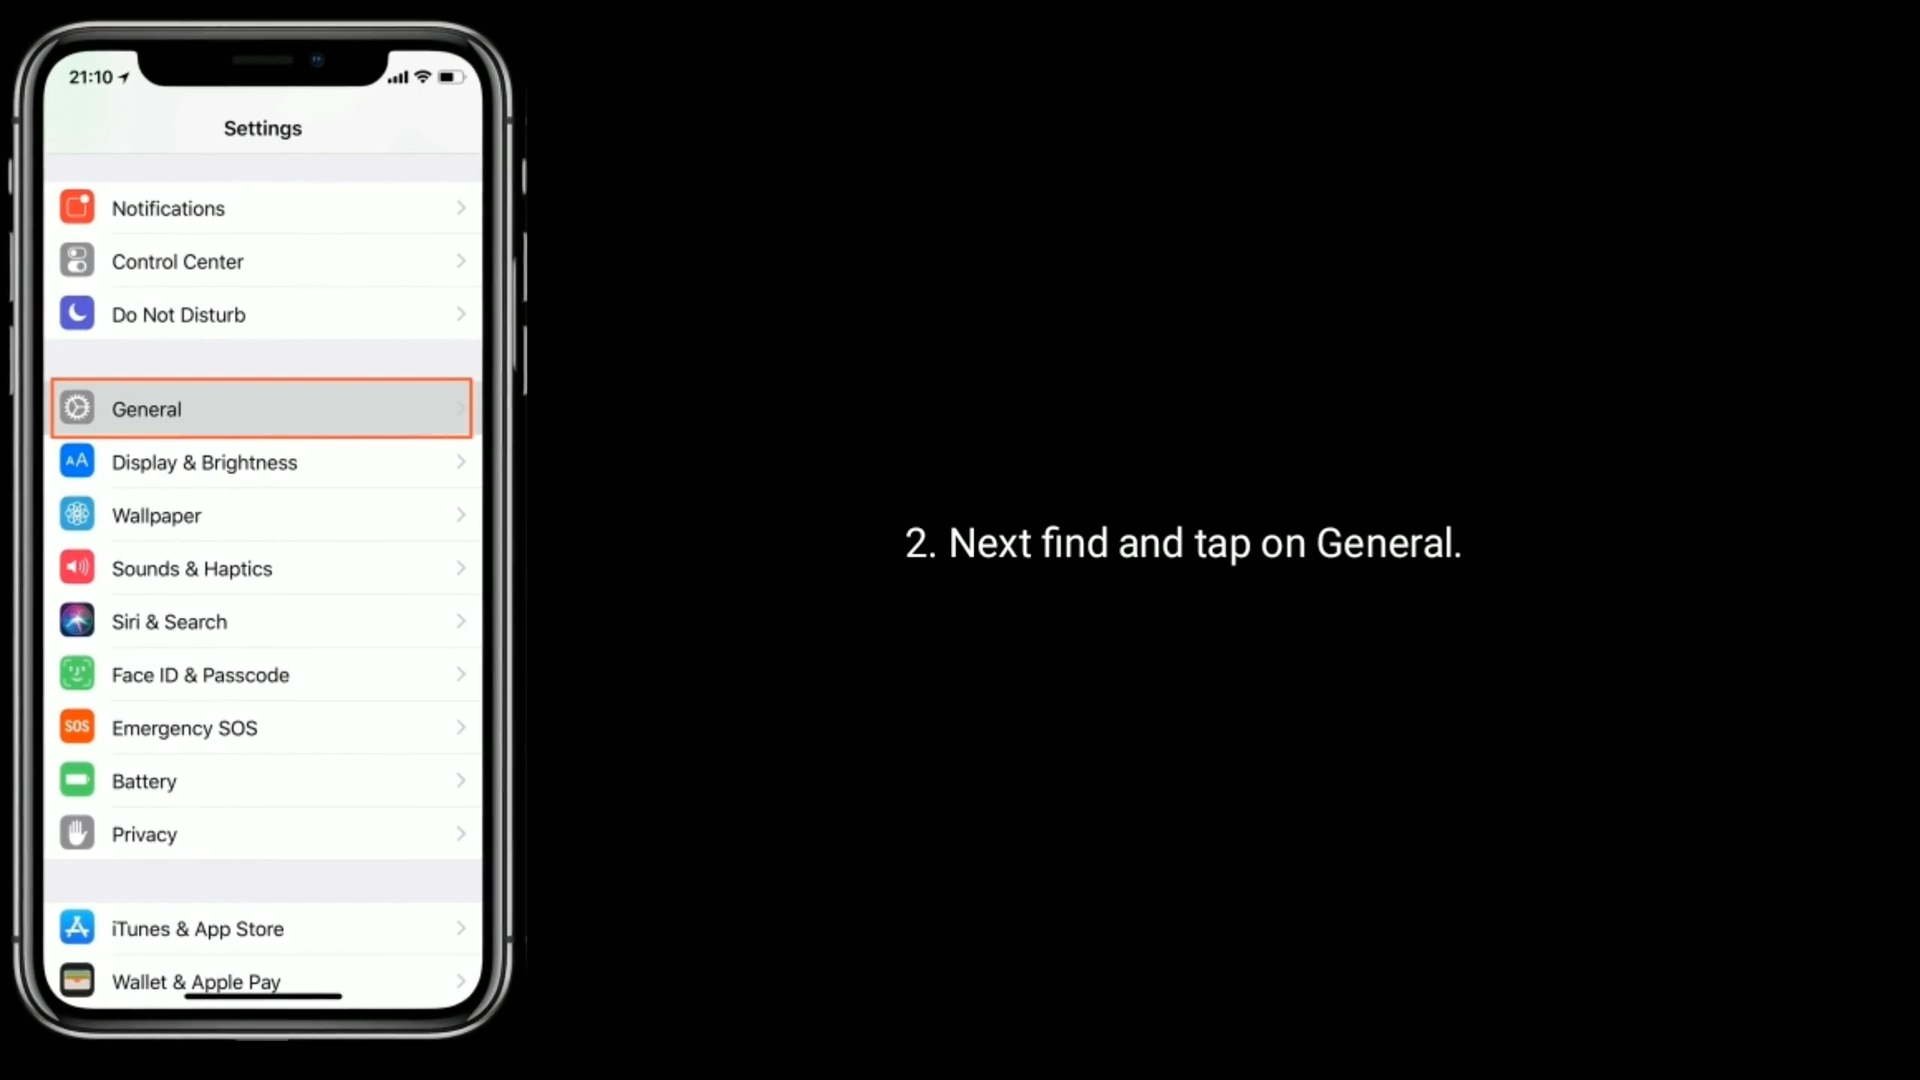 21:10
Settings
Notifications
Control Center
Do Not Disturb
General
AA
Display & Brightness
Wallpaper
Sounds & Haptics
Siri & Search
Face ID & Passcode
SOS
Emergency SOS
Battery
Privacy
iTunes & App Store
Wallet & Apple Pay
2. Next find and tap on General.